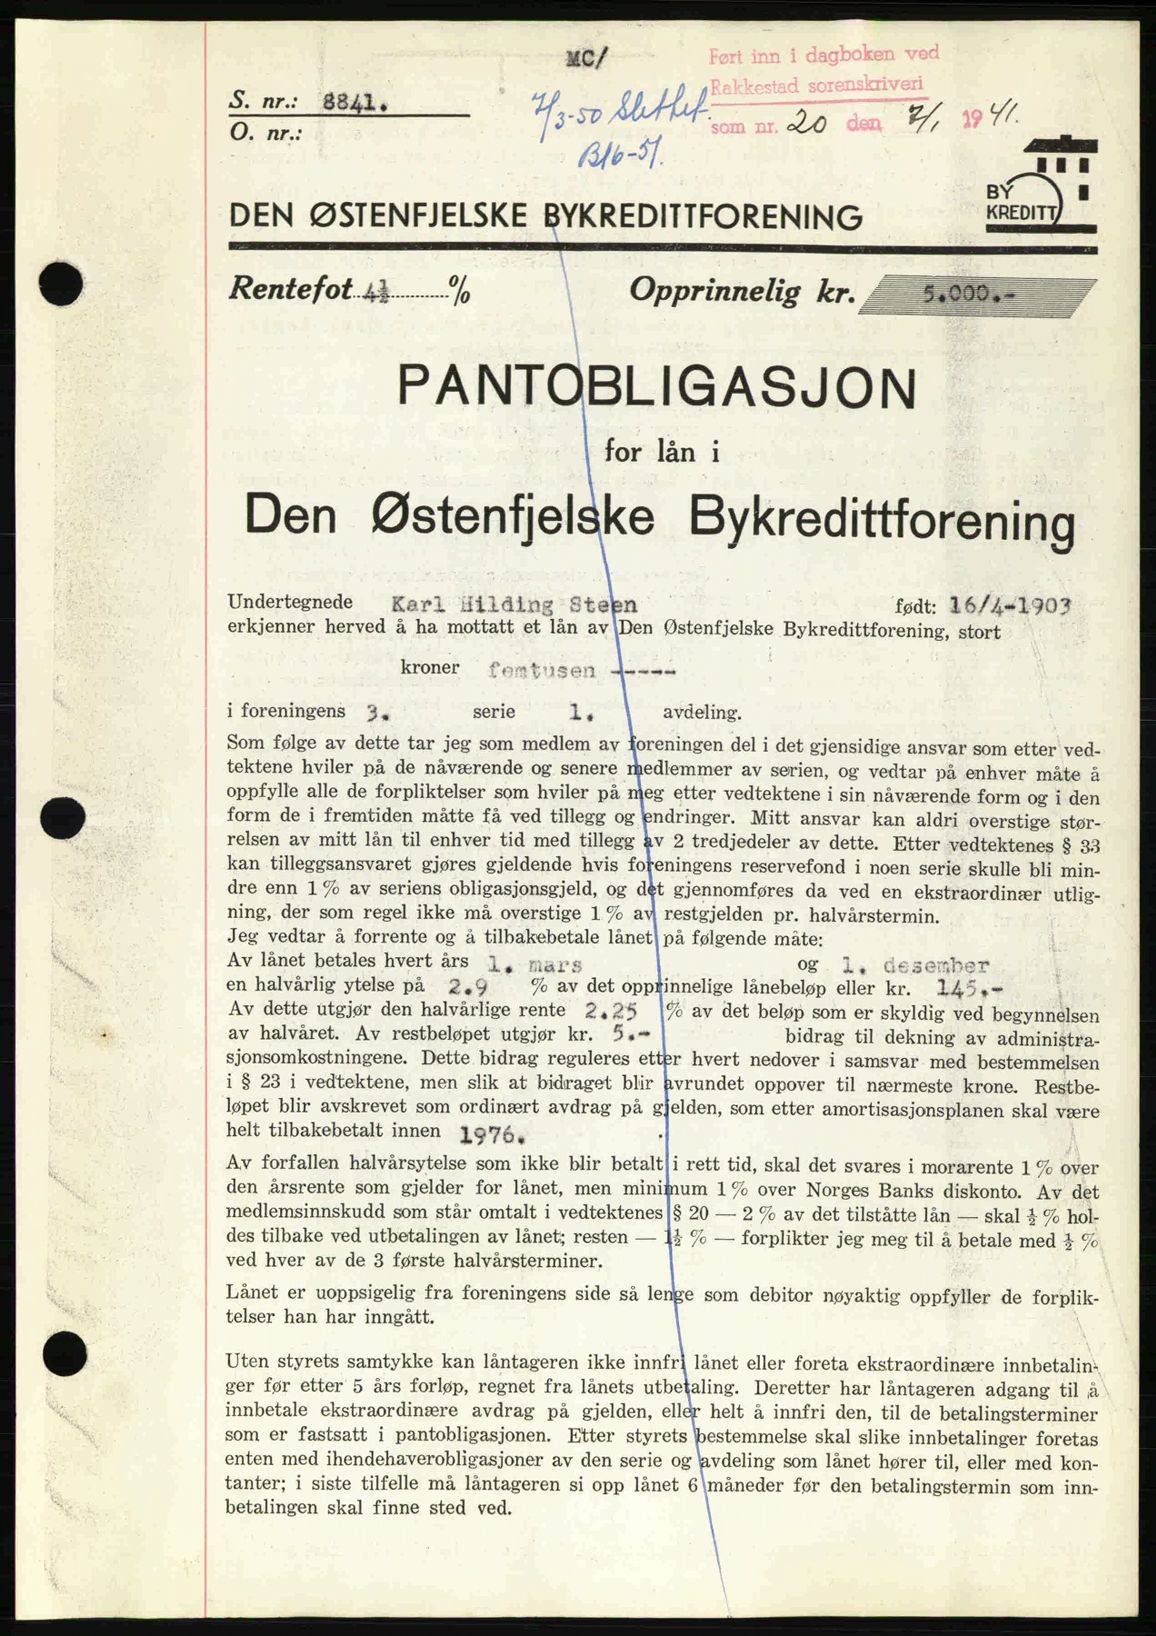 MC/
Ført inn i dagboken ved
Rakkestad sorenskriveri
som nr. 20 den 7/1 1941.
S. nr.: 8841.
O. nr.:
7/3-50 Slettet.
B16-51.
BY
KREDITT
DEN ØSTENFJELSKE BYKREDITTFORENING
Rentefot 4½ % Opprinnelig kr. 5.000.-
PANTOBLIGASJON
for lån i
Den Østenfjelske Bykredittforening
Undertegnede Karl Hilding Steen født: 16/4-1903
erkjenner herved å ha mottatt et lån av Den Østenfjelske Bykredittforening, stort
kroner femtusen -----
i foreningens 3. serie 1. avdeling.
Som følge av dette tar jeg som medlem av foreningen del i det gjensidige ansvar som etter ved-
tektene hviler på de nåværende og senere medlemmer av serien, og vedtar på enhver måte å
oppfylle alle de forpliktelser som hviler på meg etter vedtektene i sin nåværende form og i den
form de i fremtiden måtte få ved tillegg og endringer. Mitt ansvar kan aldri overstige stør-
relsen av mitt lån til enhver tid med tillegg av 2 tredjedeler av dette. Etter vedtektenes § 33
kan tilleggsansvaret gjøres gjeldende hvis foreningens reservefond i noen serie skulle bli min-
dre enn 1 % av seriens obligasjonsgjeld, og det gjennomføres da ved en ekstraordinær utlig-
ning, der som regel ikke må overstige 1 % av restgjelden pr. halvårstermin.
Jeg vedtar å forrente og å tilbakebetale lånet på følgende måte:
Av lånet betales hvert års 1. mars og 1. desember
en halvårlig ytelse på 2.9 % av det opprinnelige lånebeløp eller kr. 145.-
Av dette utgjør den halvårlige rente 2.25 % av det beløp som er skyldig ved begynnelsen
av halvåret. Av restbeløpet utgjør kr. 5.- bidrag til dekning av administra-
sjonsomkostningene. Dette bidrag reguleres etter hvert nedover i samsvar med bestemmelsen
i § 23 i vedtektene, men slik at bidraget blir avrundet oppover til nærmeste krone. Restbe-
løpet blir avskrevet som ordinært avdrag på gjelden, som etter amortisasjonsplanen skal være
helt tilbakebetalt innen 1976.
Av forfallen halvårsytelse som ikke blir betalt i rett tid, skal det svares i morarente 1 % over
den årsrente som gjelder for lånet, men minimum 1 % over Norges Banks diskonto. Av det
medlemsinnskudd som står omtalt i vedtektenes § 20 — 2 % av det tilståtte lån — skal ½ % hol-
des tilbake ved utbetalingen av lånet; resten — 1½ % — forplikter jeg meg til å betale med ½ %
ved hver av de 3 første halvårsterminer.
Lånet er uoppsigelig fra foreningens side så lenge som debitor nøyaktig oppfyller de forplik-
telser han har inngått.
Uten styrets samtykke kan låntageren ikke innfri lånet eller foreta ekstraordinære innbetalin-
ger før etter 5 års forløp, regnet fra lånets utbetaling. Deretter har låntageren adgang til å
innbetale ekstraordinære avdrag på gjelden, eller helt å innfri den, til de betalingsterminer
som er fastsatt i pantobligasjonen. Etter styrets bestemmelse skal slike innbetalinger foretas
enten med ihendehaverobligasjoner av den serie og avdeling som lånet hører til, eller med kon-
tanter; i siste tilfelle må låntageren si opp lånet 6 måneder før den betalingstermin som inn-
betalingen skal finne sted ved.